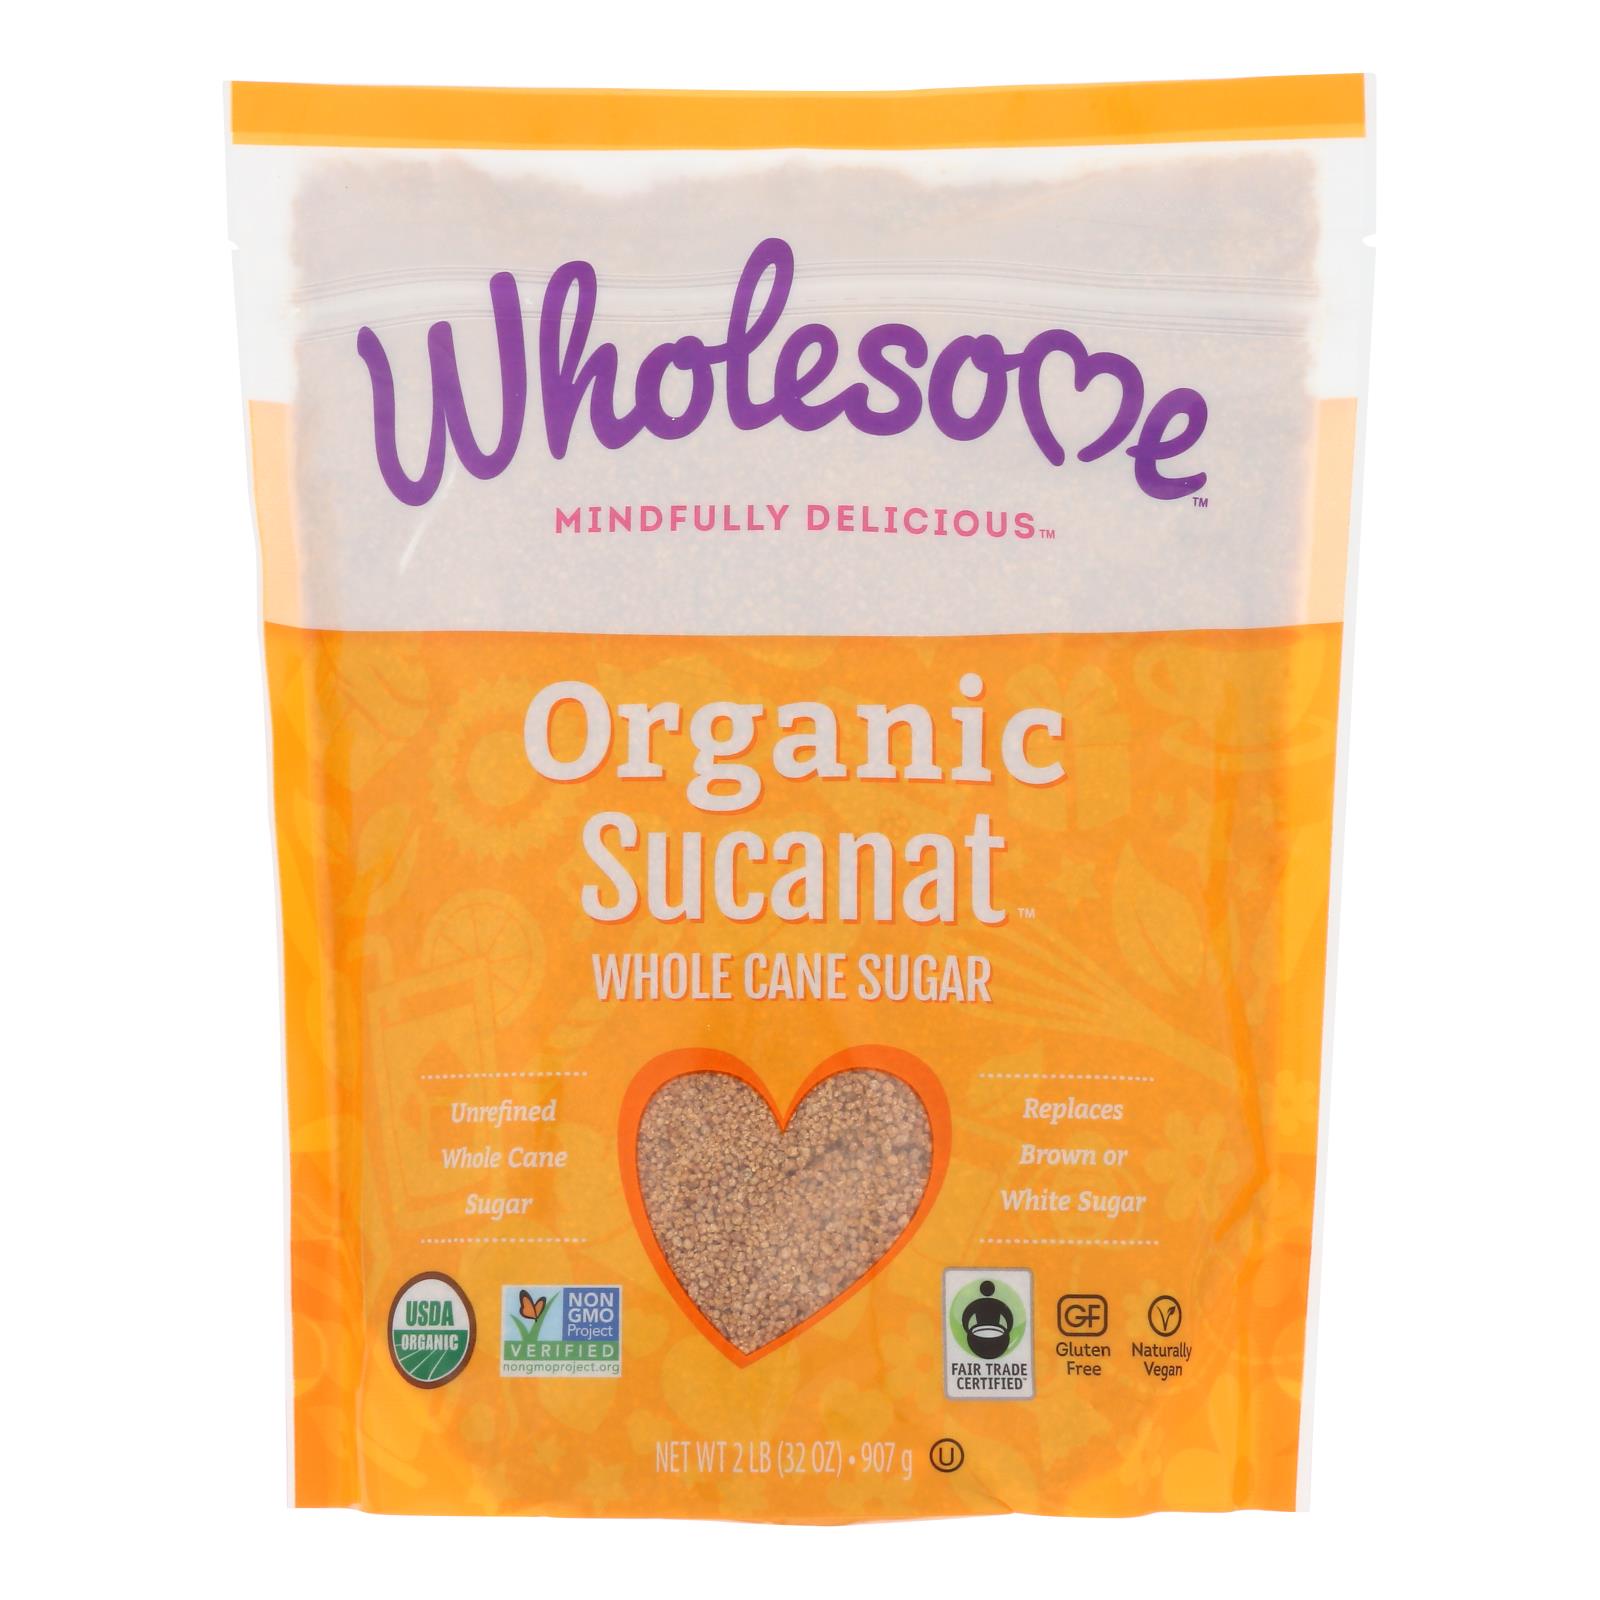 Wholesome™
MINDFULLY DELICIOUS™
Organic
Sucanat™
WHOLE CANE SUGAR
Unrefined
Whole Cane
Sugar
Replaces
Brown or
White Sugar
USDA
ORGANIC
NON
GMO
Project
VERIFIED
nongmoproject.org
FAIR TRADE
CERTIFIED™
GF
Gluten
Free
V
Naturally
Vegan
NET WT 2 LB (32 OZ) • 907 g U